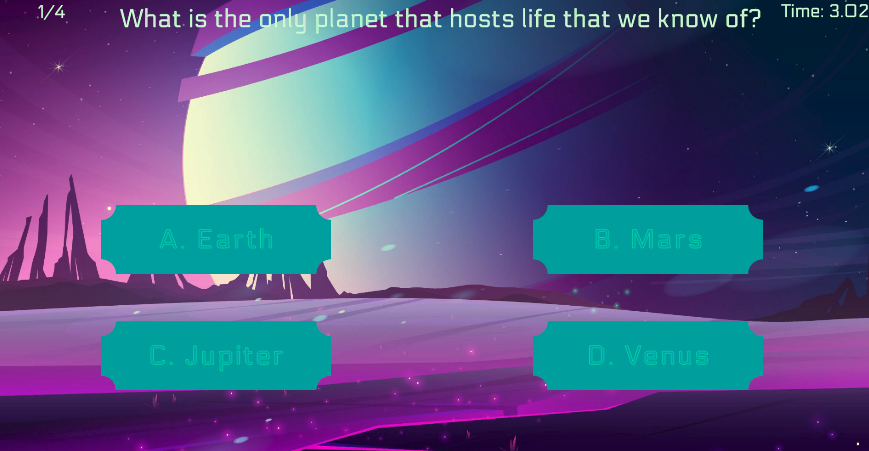 1/4
What is the only planet that hosts life that we know of?
Time: 3.02
A. Earth
B. Mars
C. Jupiter
D. Venus